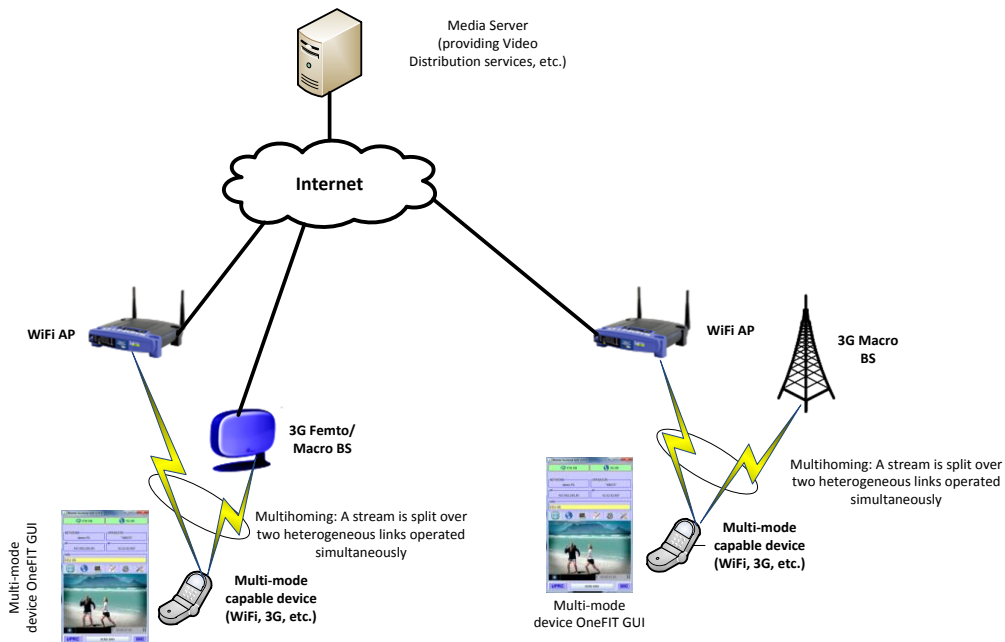 Media Server
(providing Video
Distribution services, etc.)
Internet
WiFi AP
WiFi AP
3G Macro
BS
3G Femto/
Macro BS
Multihoming: A stream is split over
two heterogeneous links operated
simultaneously
Multihoming: A stream is split over
two heterogeneous links operated
simultaneously
Multi-mode
device OneFIT GUI
Multi-mode
capable device
(WiFi, 3G, etc.)
Multi-mode
capable device
(WiFi, 3G, etc.)
Multi-mode
device OneFIT GUI